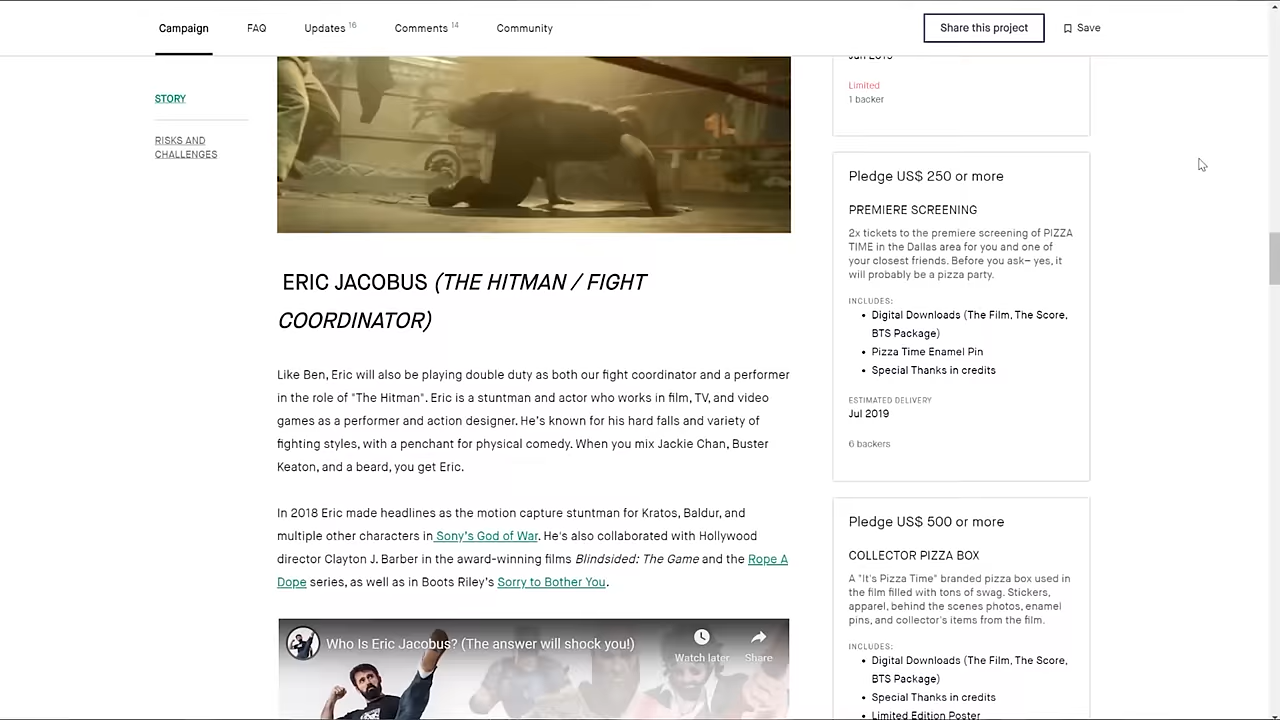 Campaign
FAQ
Updates 16
Comments 14
Community
Share this project
Save
STORY
RISKS AND
CHALLENGES
ERIC JACOBUS (THE HITMAN / FIGHT
COORDINATOR)
Like Ben, Eric will also be playing double duty as both our fight coordinator and a performer
in the role of "The Hitman". Eric is a stuntman and actor who works in film, TV, and video
games as a performer and action designer. He's known for his hard falls and variety of
fighting styles, with a penchant for physical comedy. When you mix Jackie Chan, Buster
Keaton, and a beard, you get Eric.
In 2018 Eric made headlines as the motion capture stuntman for Kratos, Baldur, and
multiple other characters in Sony's God of War. He's also collaborated with Hollywood
director Clayton J. Barber in the award-winning films Blindsided: The Game and the Rope A
Dope series, as well as in Boots Riley's Sorry to Bother You.
Who Is Eric Jacobus? (The answer will shock you!)
Watch later
Share
Jun 2019
Limited
1 backer
Pledge US$ 250 or more
PREMIERE SCREENING
2x tickets to the premiere screening of PIZZA
TIME in the Dallas area for you and one of
your closest friends. Before you ask– yes, it
will probably be a pizza party.
INCLUDES:
• Digital Downloads (The Film, The Score,
BTS Package)
• Pizza Time Enamel Pin
• Special Thanks in credits
ESTIMATED DELIVERY
Jul 2019
6 backers
Pledge US$ 500 or more
COLLECTOR PIZZA BOX
A "It's Pizza Time" branded pizza box used in
the film filled with tons of swag. Stickers,
apparel, behind the scenes photos, enamel
pins, and collector's items from the film.
INCLUDES:
• Digital Downloads (The Film, The Score,
BTS Package)
• Special Thanks in credits
• Limited Edition Poster